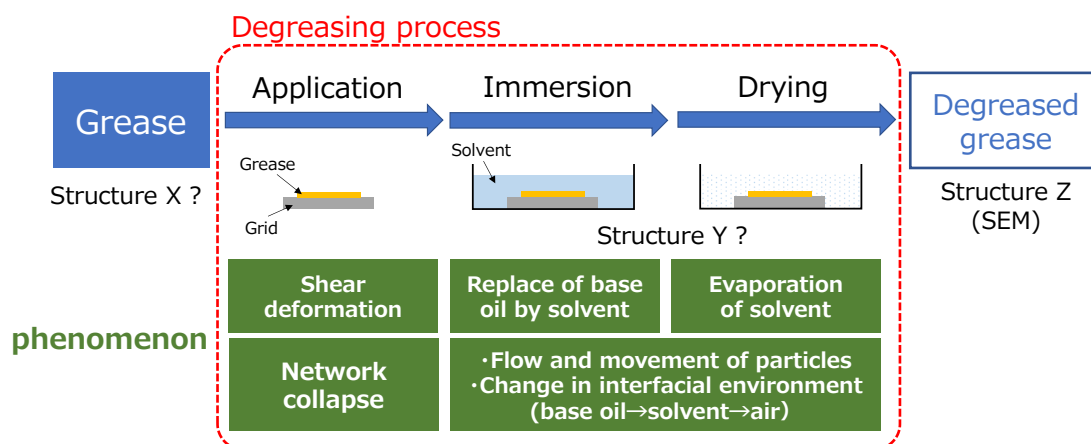 Degreasing process
Grease
Application
Immersion
Drying
Degreased
grease
Structure X ?
Grease
Grid
Solvent
Structure Y ?
Structure Z
(SEM)
phenomenon
Shear
deformation
Replace of base
oil by solvent
Evaporation
of solvent
Network
collapse
・Flow and movement of particles
・Change in interfacial environment
(base oil→solvent→air)